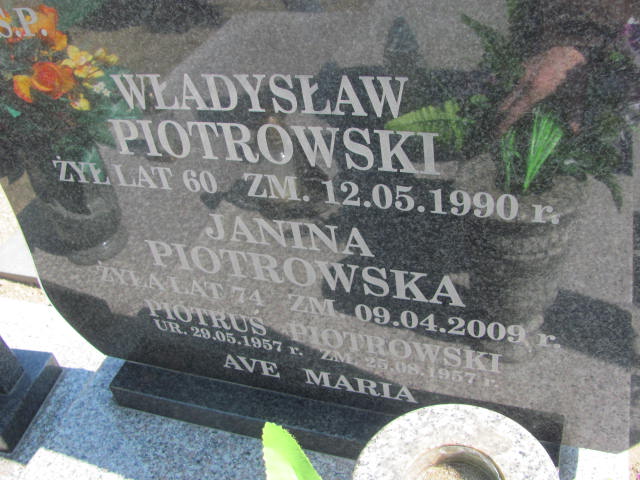 Ś.P.
WŁADYSŁAW
PIOTROWSKI
ŻYŁ LAT 60 ZM. 12.05.1990 r.
JANINA
PIOTROWSKA
ŻYŁA LAT 74 ZM. 09.04.2009 r.
PIOTRUŚ PIOTROWSKI
UR. 29.05.1957 r. ZM. 25.08.1957 r.
AVE MARIA